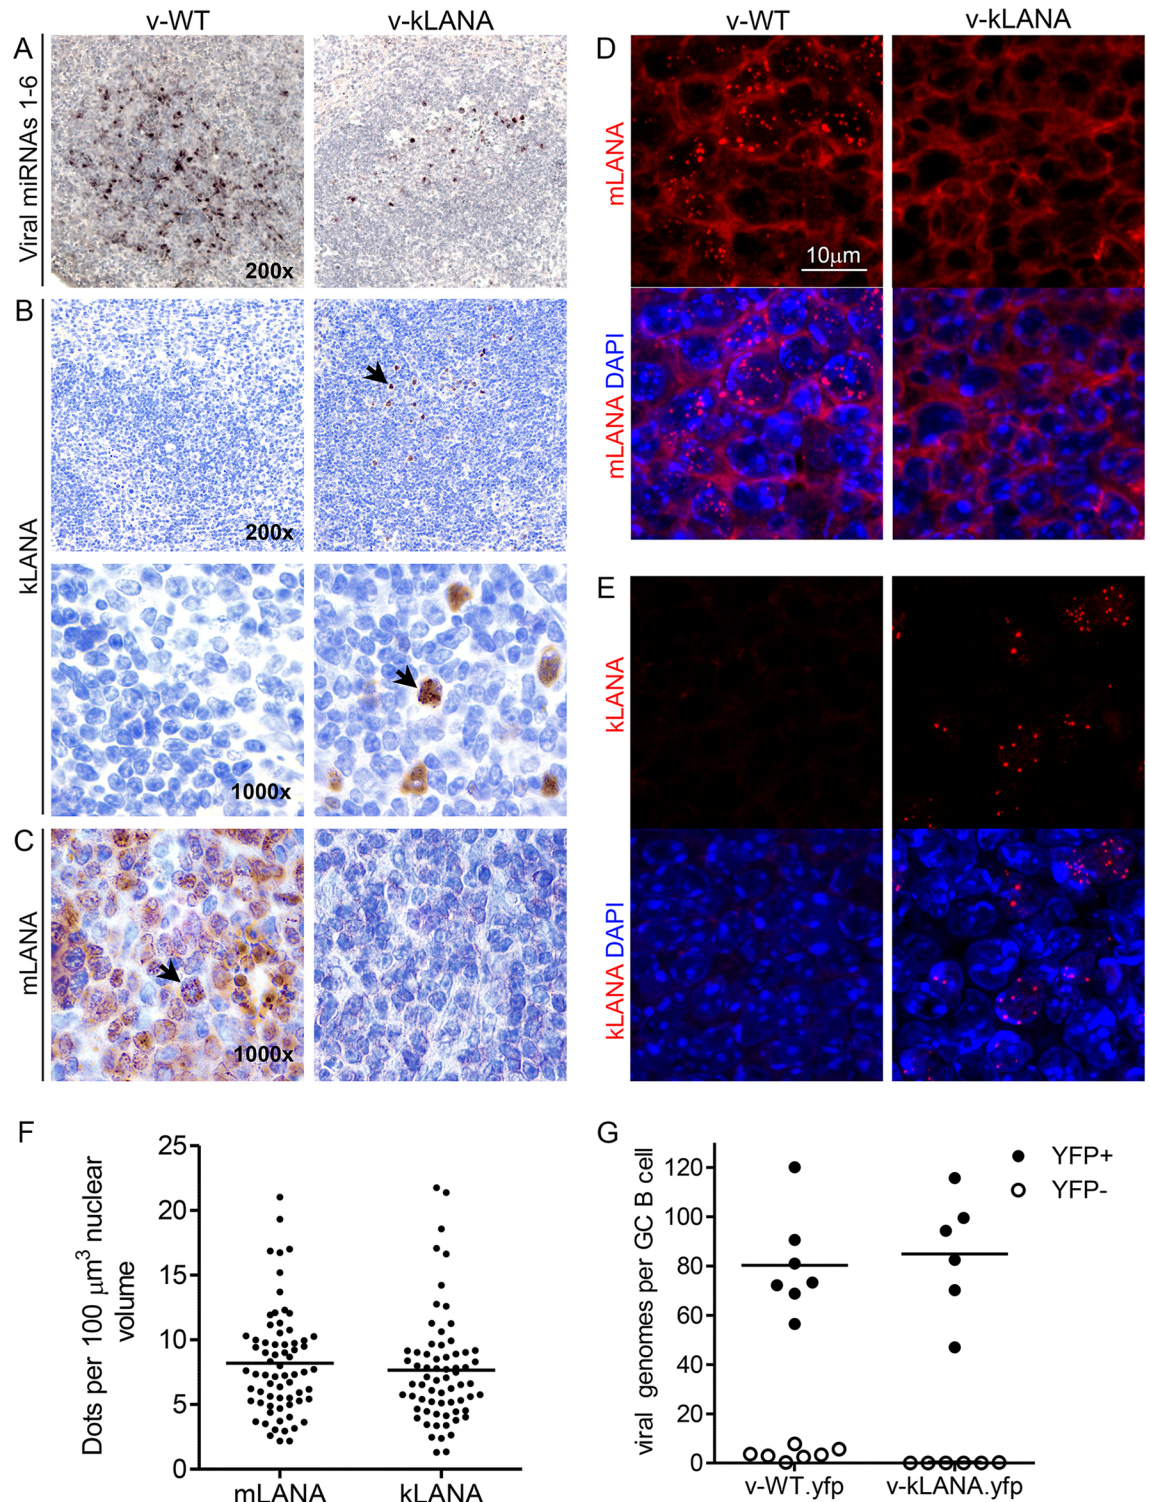 v-WT
v-kLANA
A
Viral miRNAs 1-6
200x
B
kLANA
200x
1000x
C
mLANA
1000x
v-WT
v-kLANA
D
mLANA
10μm
mLANA DAPI
E
kLANA
kLANA DAPI
F
Dots per 100 μm³ nuclear
volume
25
20
15
10
5
0
mLANA
kLANA
G
viral genomes per GC B cell
120
100
80
60
40
20
0
YFP+
YFP-
v-WT.yfp
v-kLANA.yfp